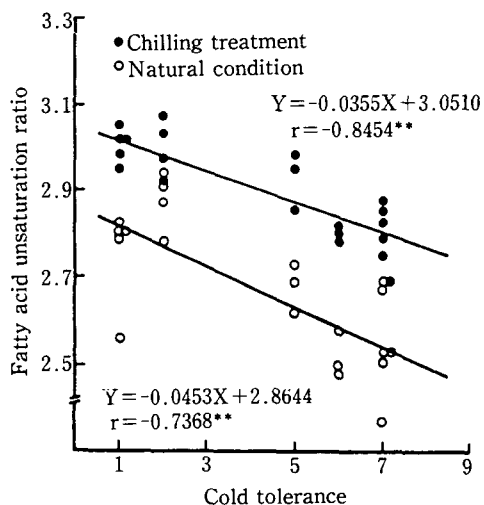 3.3
● Chilling treatment
○ Natural condition
Y=-0.0355X+3.0510
r=-0.8454**
3.1
2.9
2.7
2.5
Fatty acid unsaturation ratio
Y=-0.0453X+2.8644
r=-0.7368**
1 3 5 7 9
Cold tolerance